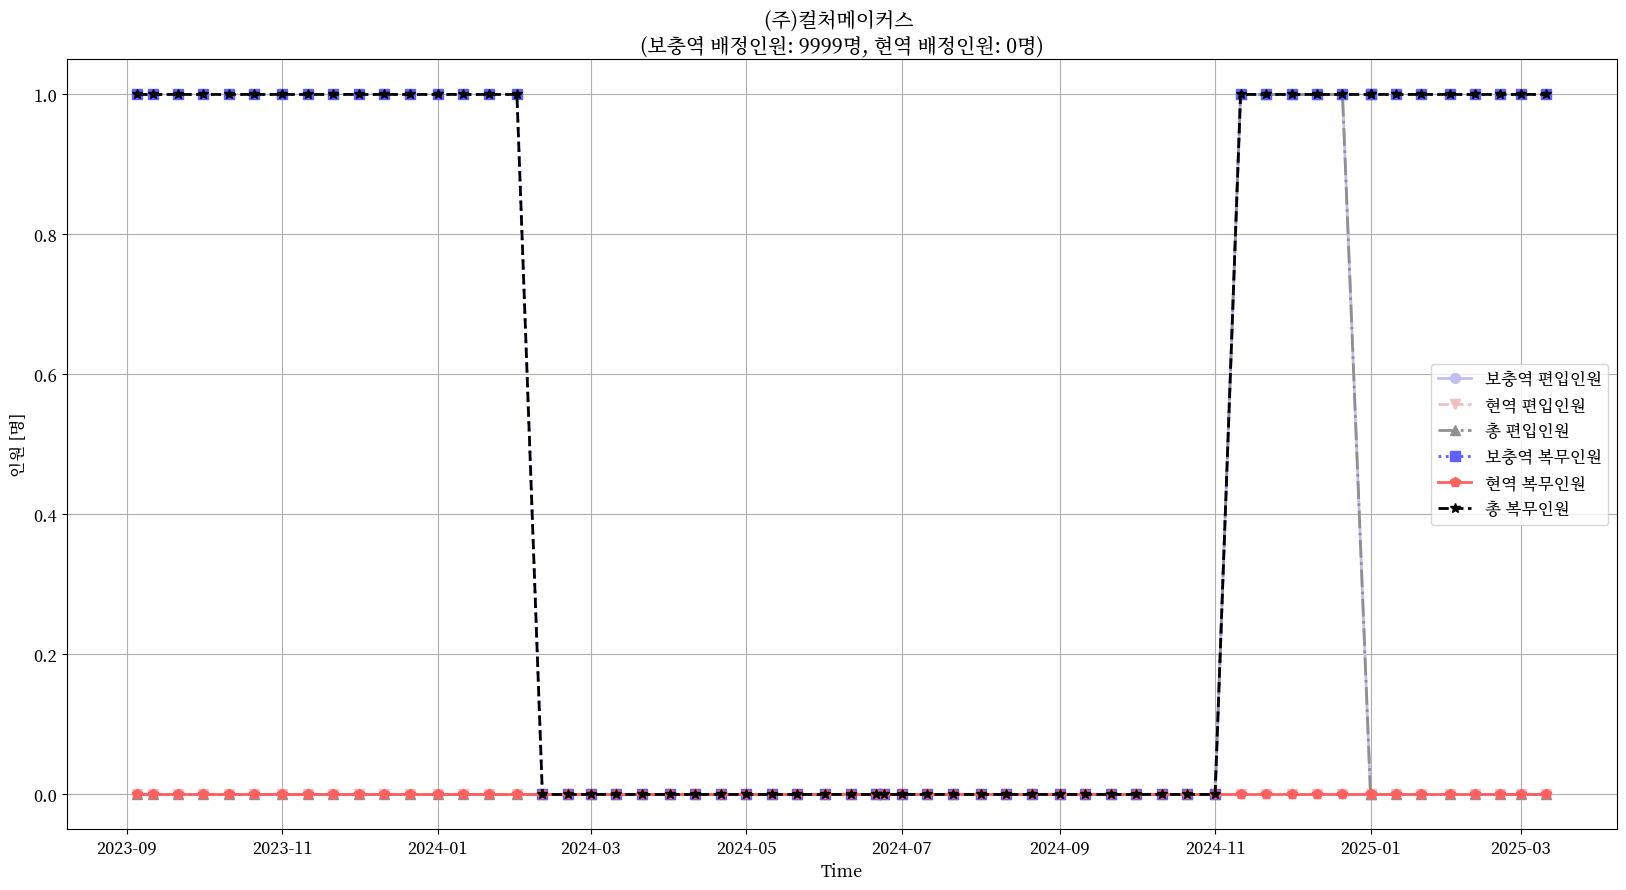 (주)컬처메이커스
(보충역 배정인원: 9999명, 현역 배정인원: 0명)
1.0
0.8
0.6
0.4
0.2
0.0
인원 [명]
보충역 편입인원
현역 편입인원
총 편입인원
보충역 복무인원
현역 복무인원
총 복무인원
2023-09 2023-11 2024-01 2024-03 2024-05 2024-07 2024-09 2024-11 2025-01 2025-03
Time